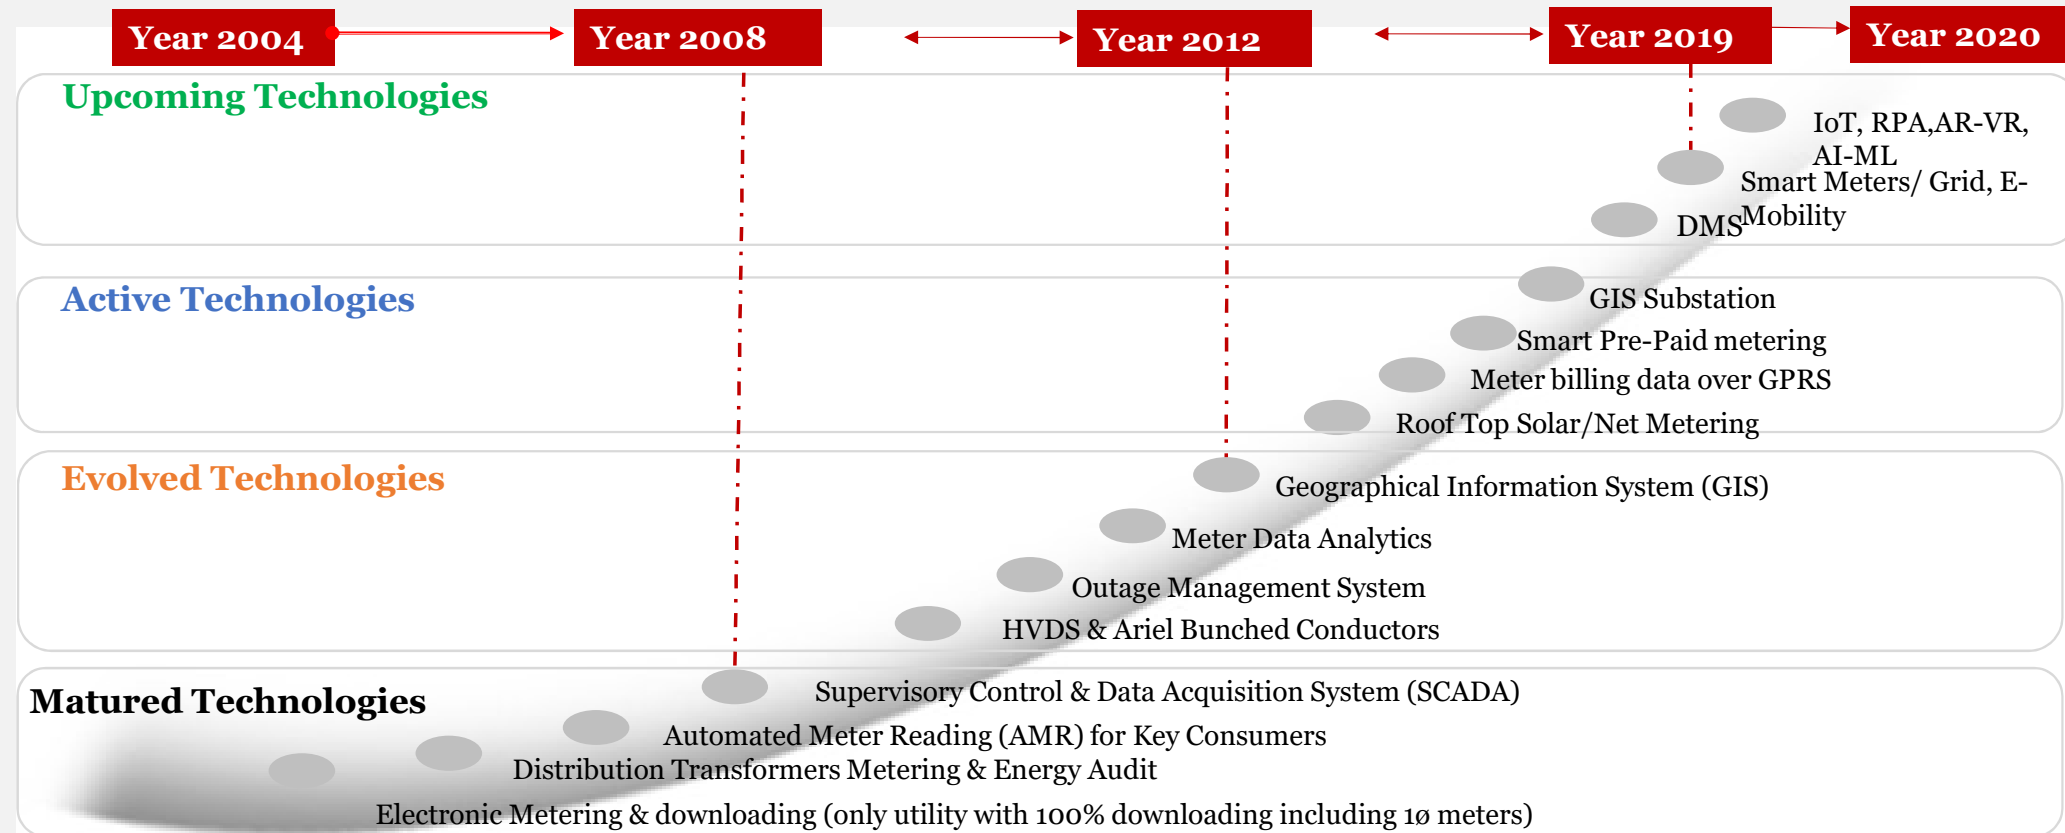 Year 2004
Year 2008
Year 2012
Year 2019
Year 2020
Upcoming Technologies
IoT, RPA,AR-VR,
AI-ML
Smart Meters/ Grid, E-
Mobility
DMS
Active Technologies
GIS Substation
Smart Pre-Paid metering
Meter billing data over GPRS
Roof Top Solar/Net Metering
Evolved Technologies
Geographical Information System (GIS)
Meter Data Analytics
Outage Management System
HVDS & Ariel Bunched Conductors
Matured Technologies
Supervisory Control & Data Acquisition System (SCADA)
Automated Meter Reading (AMR) for Key Consumers
Distribution Transformers Metering & Energy Audit
Electronic Metering & downloading (only utility with 100% downloading including 1ø meters)